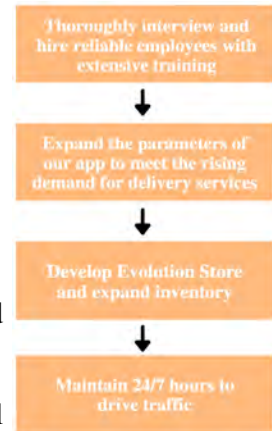 Thoroughly interview and
hire reliable employees with
extensive training
Expand the parameters of
our app to meet the rising
demand for delivery services
Develop Evolution Store
and expand inventory
Maintain 24/7 hours to
drive traffic